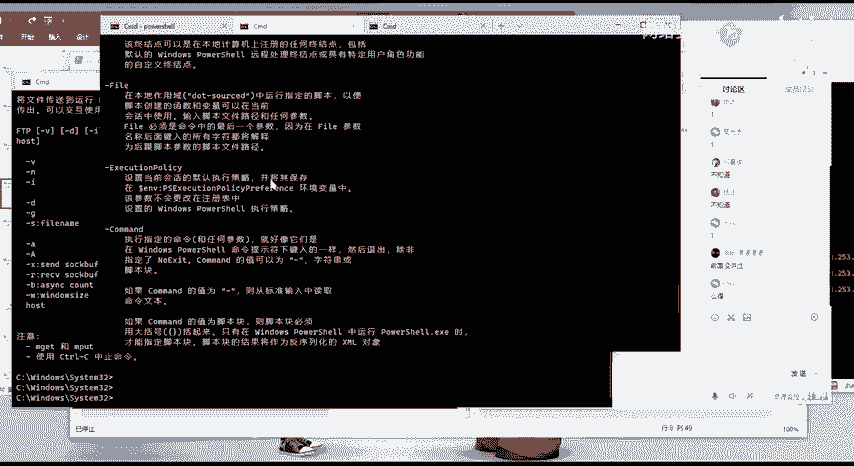 开始 插入 设计
Cmd - powershell
Cmd
Cmd
该终结点可以是在本地计算机上注册的任何终结点，包括
默认的 Windows PowerShell 远程处理终结点或具有特定用户角色功能
的自定义终结点。
-File
在本地作用域("dot-sourced")中运行指定的脚本，以便
脚本创建的函数和变量可以在当前
会话中使用。输入脚本文件路径和任何参数。
File 必须是命令中的最后一个参数，因为在 File 参数
名称后面键入的所有字符都将解释
为后跟脚本参数的脚本文件路径。
-ExecutionPolicy
设置当前会话的默认执行策略，并将其保存
在 $env:PSExecutionPolicyPreference 环境变量中。
该参数不会更改在注册表中
设置的 Windows PowerShell 执行策略。
-Command
执行指定的命令(和任何参数)，就好像它们是
在 Windows PowerShell 命令提示符下键入的一样，然后退出，除非
指定了 NoExit。Command 的值可以为 "-"、字符串或
脚本块。
如果 Command 的值为 "-"，则从标准输入中读取
命令文本。
如果 Command 的值为脚本块，则脚本块必须
用大括号({})括起来。只有在 Windows PowerShell 中运行 PowerShell.exe 时，
才能指定脚本块。脚本块的结果将作为反序列化的 XML 对象
Cmd
将文件传送到运行
传出。可以交互使用
FTP [-v] [-d] [-i]
host]
-v
-n
-i
-d
-g
-s:filename
-a
-A
-x:send sockbuf
-r:recv sockbuf
-b:async count
-w:windowsize
host
注意:
- mget 和 mput
- 使用 Ctrl-C 中止命令。
C:\Windows\System32>
C:\Windows\System32>
C:\Windows\System32>
讨论区
1
不知道
不知道
1
.253.
.253.
.253.
已停止
行 0 列 49
100%